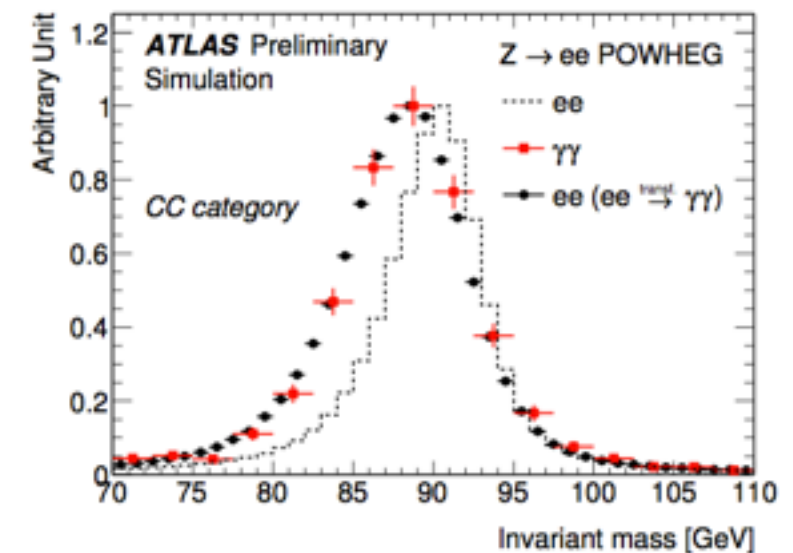 Arbitrary Unit
1.2
1
0.8
0.6
0.4
0.2
0
ATLAS Preliminary
Simulation
CC category
Z → ee POWHEG
ee
γγ
ee (ee transf. → γγ)
70 75 80 85 90 95 100 105 110
Invariant mass [GeV]